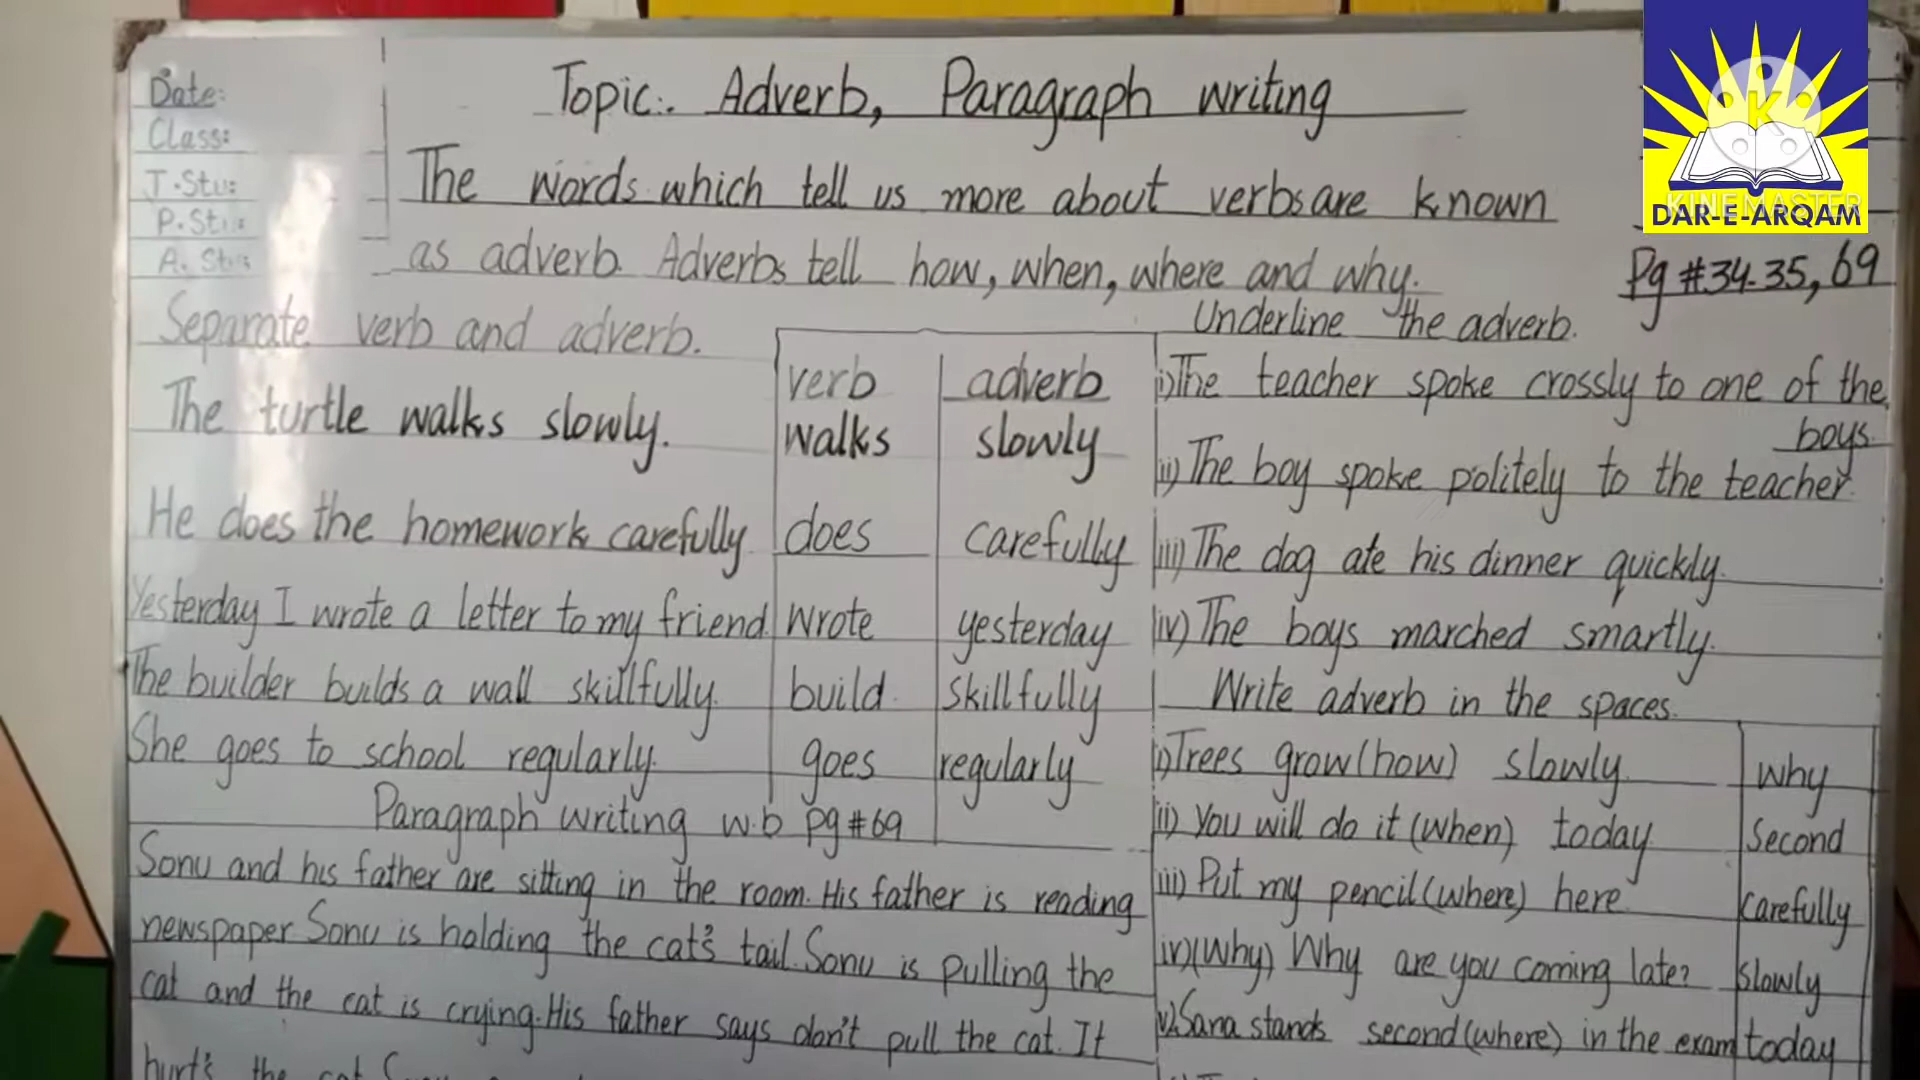 Date:
Class:
T.Stu:
P.Stu:
A.Stu:
Topic:. Adverb, Paragraph writing
The words which tell us more about verbs are known
as adverb. Adverbs tell how, when, where and why.
KINEMASTER
DAR-E-ARQAM
Pg #34-35, 69
Separate verb and adverb.
verb adverb
The turtle walks slowly. walks slowly
He does the homework carefully does carefully
Yesterday I wrote a letter to my friend. wrote yesterday
The builder builds a wall skillfully. build skillfully
She goes to school regularly. goes regularly
Underline the adverb.
i) The teacher spoke crossly to one of the
boys.
ii) The boy spoke politely to the teacher.
iii) The dog ate his dinner quickly.
iv) The boys marched smartly.
Write adverb in the spaces.
i) Trees grow (how) slowly. why
ii) You will do it (when) today second
iii) Put my pencil (where) here carefully
iv) (Why) Why are you coming late? slowly
v). Sana stands second (where) in the exam today
Paragraph writing w.b pg #69
Sonu and his father are sitting in the room. His father is reading
newspaper. Sonu is holding the cat's tail. Sonu is pulling the
cat and the cat is crying. His father says don't pull the cat. It
hurt's the cat